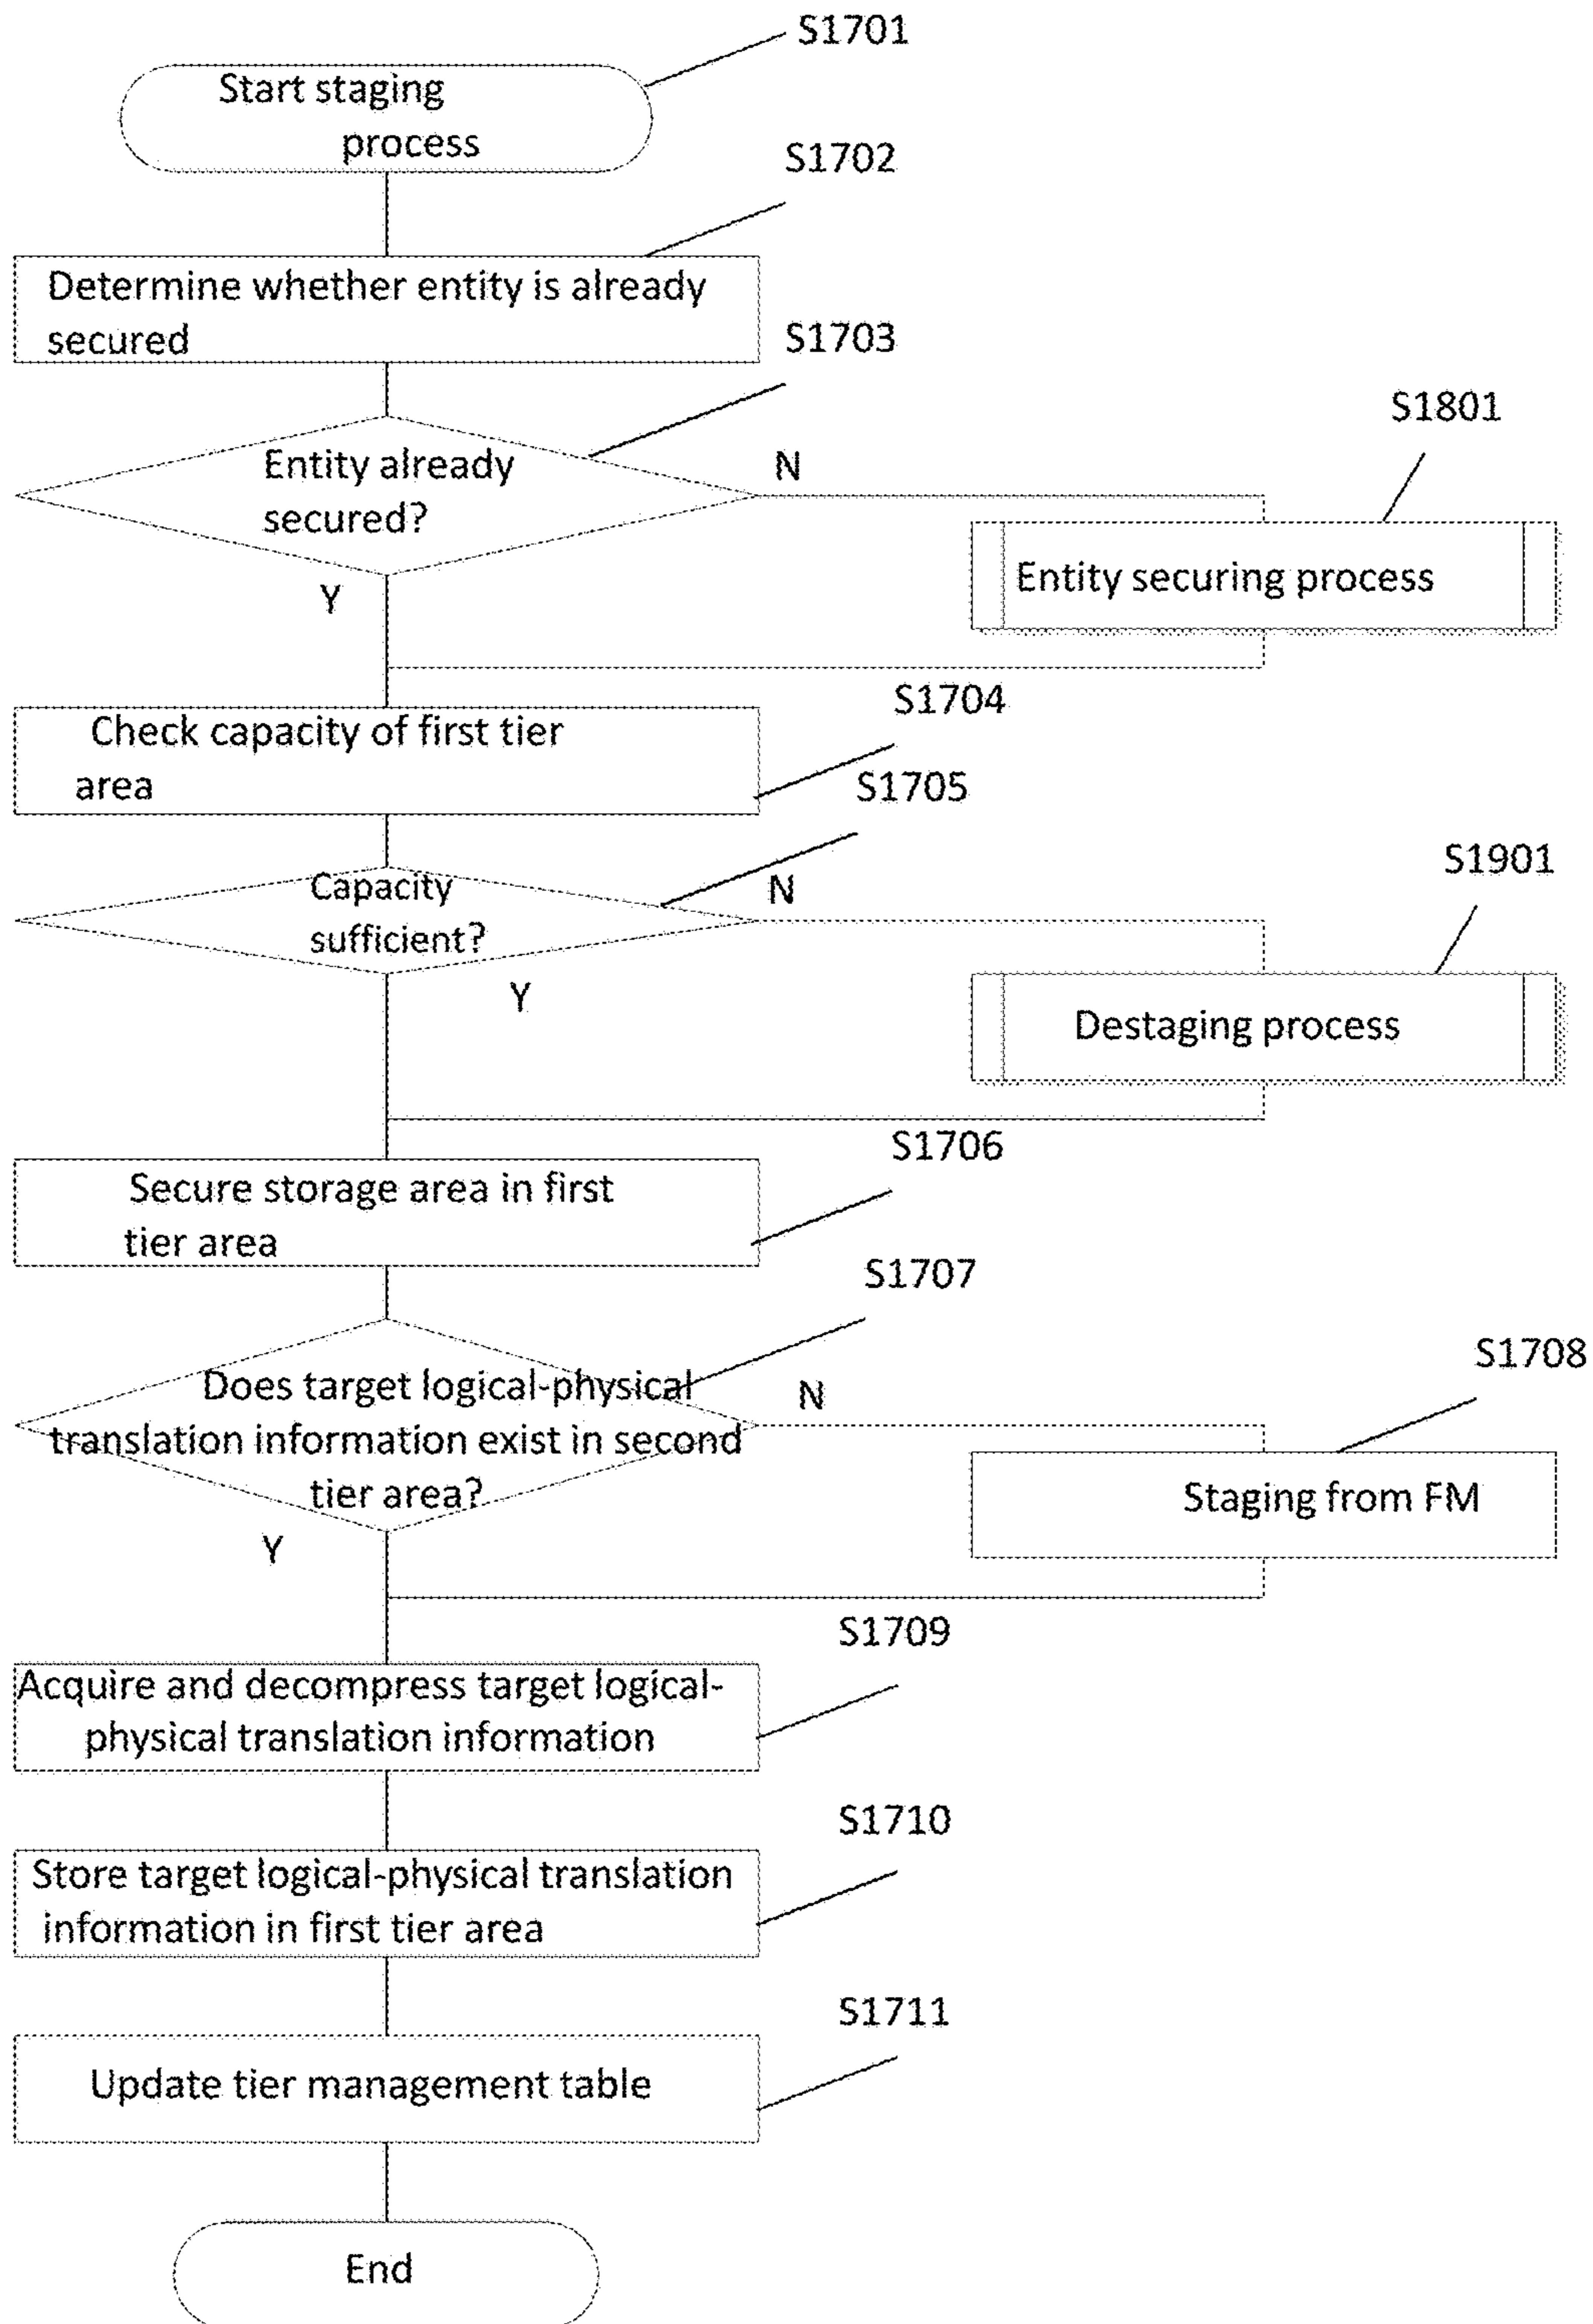 S1701
Start staging
process
S1702
Determine whether entity is already
secured
S1703
Entity already
secured?
N
S1801
Entity securing process
Y
S1704
Check capacity of first tier
area
S1705
Capacity
sufficient?
N
S1901
Destaging process
Y
S1706
Secure storage area in first
tier area
S1707
Does target logical-physical
translation information exist in second
tier area?
N
S1708
Staging from FM
Y
S1709
Acquire and decompress target logical-
physical translation information
S1710
Store target logical-physical translation
information in first tier area
S1711
Update tier management table
End